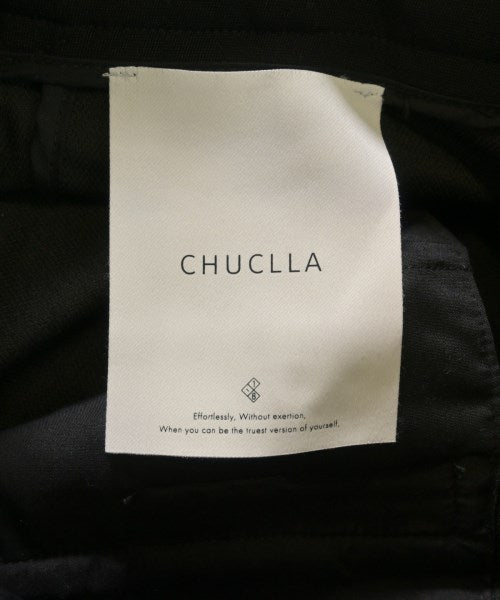 CHUCLLA
Effortlessly, Without exertion,
When you can be the truest version of yourself.